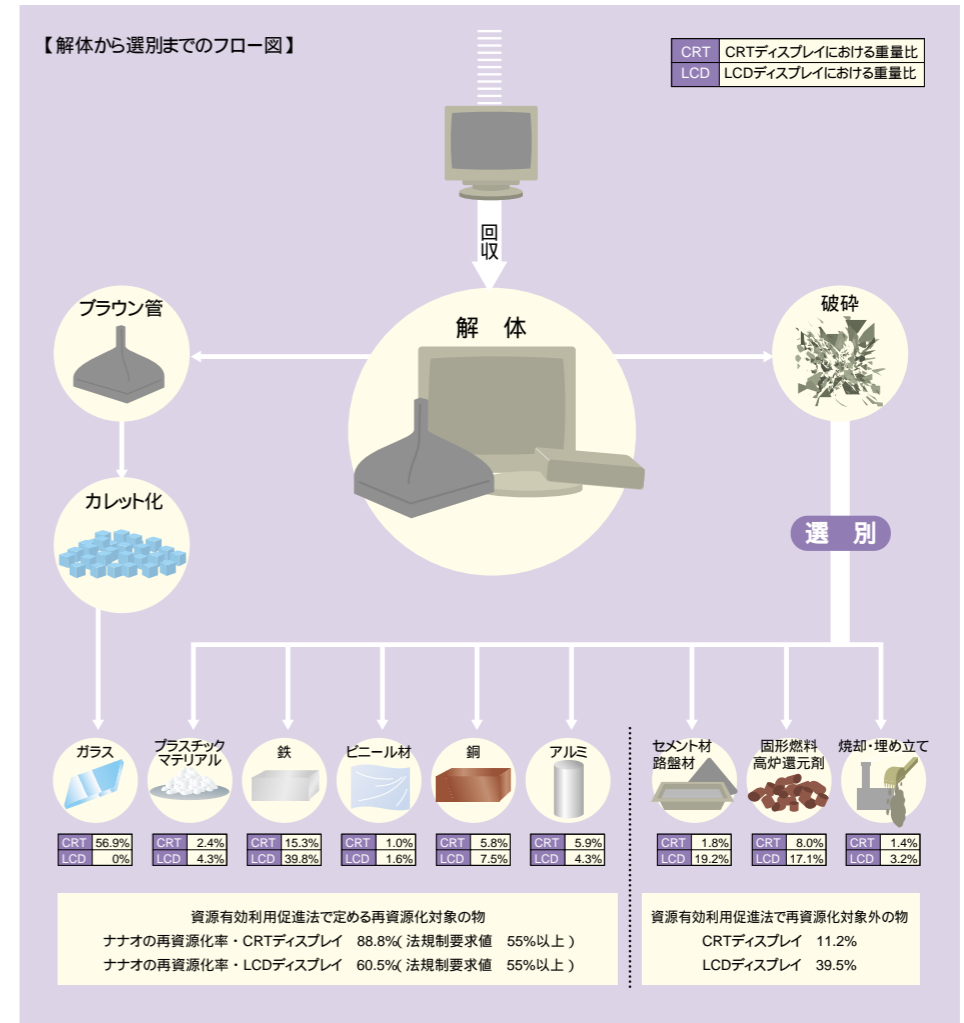 【解体から選別までのフロー図】
CRT CRTディスプレイにおける重量比
LCD LCDディスプレイにおける重量比
回収
解 体
ブラウン管
破砕
カレット化
選 別
ガラス
プラスチック
マテリアル
鉄
ビニール材
銅
アルミ
セメント材
路盤材
固形燃料
高炉還元剤
焼却・埋め立て
CRT 56.9%
LCD 0%
CRT 2.4%
LCD 4.3%
CRT 15.3%
LCD 39.8%
CRT 1.0%
LCD 1.6%
CRT 5.8%
LCD 7.5%
CRT 5.9%
LCD 4.3%
CRT 1.8%
LCD 19.2%
CRT 8.0%
LCD 17.1%
CRT 1.4%
LCD 3.2%
資源有効利用促進法で定める再資源化対象の物
ナナオの再資源化率・CRTディスプレイ 88.8%(法規制要求値 55%以上)
ナナオの再資源化率・LCDディスプレイ 60.5%(法規制要求値 55%以上)
資源有効利用促進法で再資源化対象外の物
CRTディスプレイ 11.2%
LCDディスプレイ 39.5%